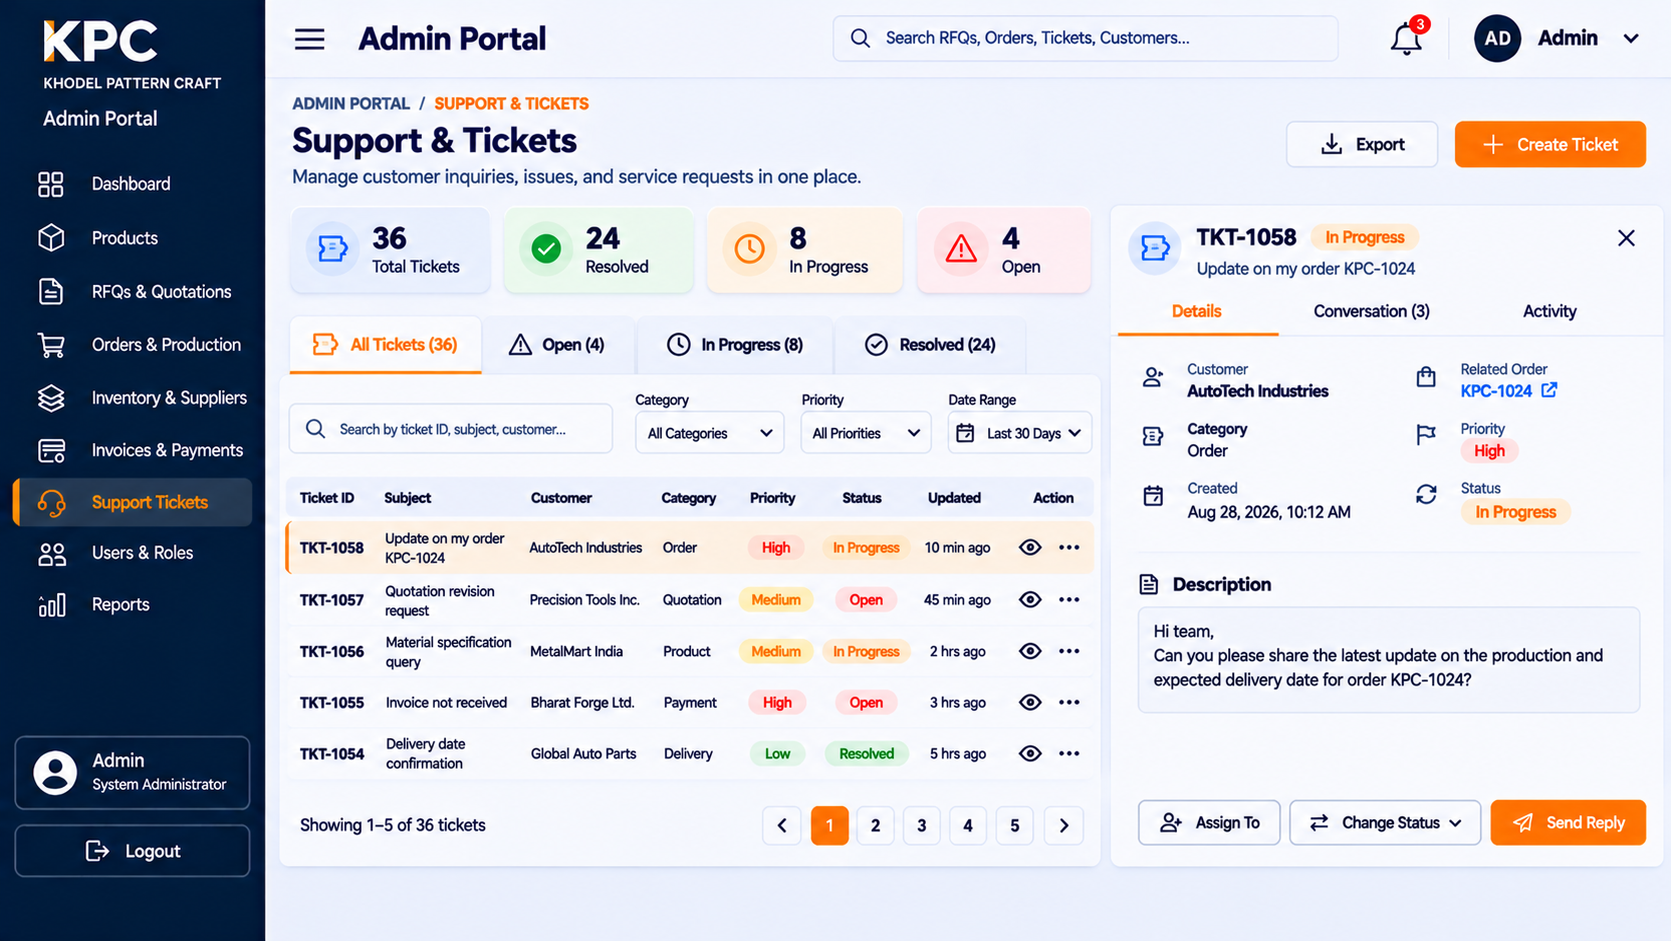 KPC
KHODEL PATTERN CRAFT
Admin Portal
Dashboard
Products
RFQs & Quotations
Orders & Production
Inventory & Suppliers
Invoices & Payments
Support Tickets
Users & Roles
Reports
Admin
System Administrator
Logout
Admin Portal
Search RFQs, Orders, Tickets, Customers...
3
AD
Admin
ADMIN PORTAL / SUPPORT & TICKETS
Support & Tickets
Manage customer inquiries, issues, and service requests in one place.
Export
Create Ticket
36
Total Tickets
24
Resolved
8
In Progress
4
Open
All Tickets (36)
Open (4)
In Progress (8)
Resolved (24)
Search by ticket ID, subject, customer...
Category
All Categories
Priority
All Priorities
Date Range
Last 30 Days
Ticket ID Subject Customer Category Priority Status Updated Action
TKT-1058 Update on my order KPC-1024 AutoTech Industries Order High In Progress 10 min ago
TKT-1057 Quotation revision request Precision Tools Inc. Quotation Medium Open 45 min ago
TKT-1056 Material specification query MetalMart India Product Medium In Progress 2 hrs ago
TKT-1055 Invoice not received Bharat Forge Ltd. Payment High Open 3 hrs ago
TKT-1054 Delivery date confirmation Global Auto Parts Delivery Low Resolved 5 hrs ago
Showing 1–5 of 36 tickets
1 2 3 4 5
TKT-1058 In Progress
Update on my order KPC-1024
Details
Conversation (3)
Activity
Customer
AutoTech Industries
Related Order
KPC-1024
Category
Order
Priority
High
Created
Aug 28, 2026, 10:12 AM
Status
In Progress
Description
Hi team,
Can you please share the latest update on the production and
expected delivery date for order KPC-1024?
Assign To
Change Status
Send Reply